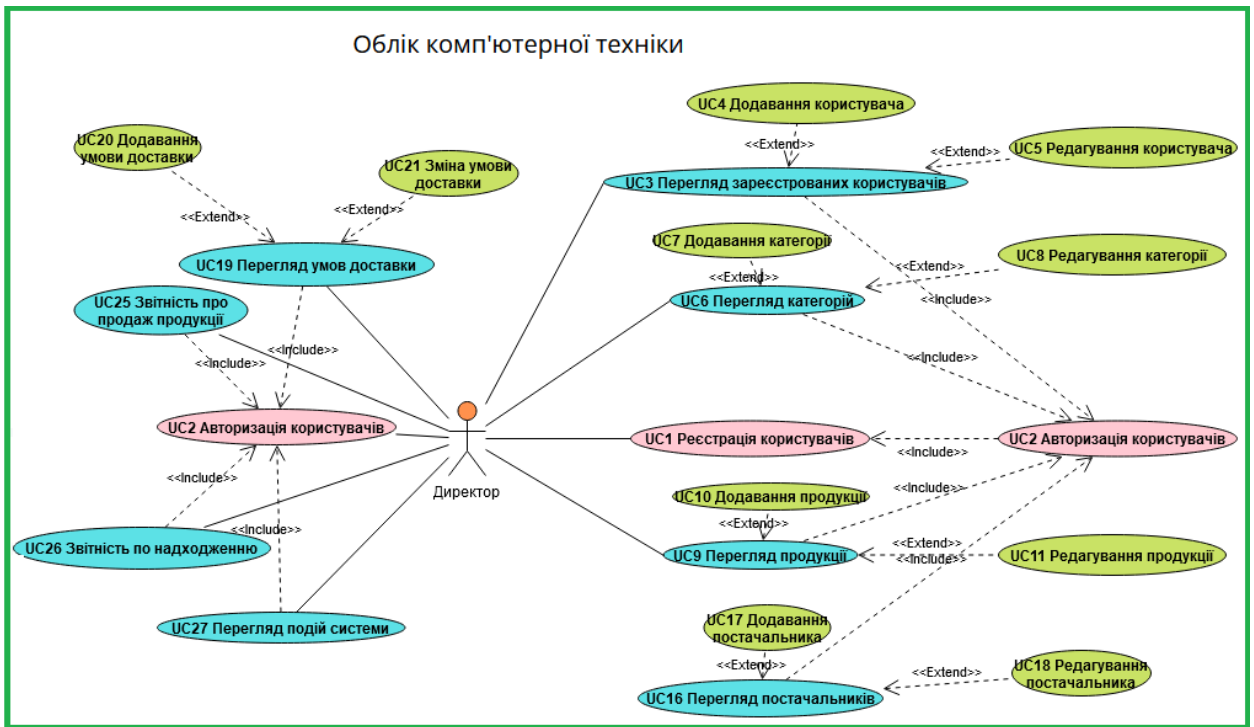 Облік комп'ютерної техніки
UC4 Додавання користувача
<<Extend>>
UC5 Редагування користувача
<<Extend>>
UC3 Перегляд зареєстрованих користувачів
UC20 Додавання
умови доставки
UC21 Зміна умови
доставки
<<Extend>>
<<Extend>>
UC19 Перегляд умов доставки
UC7 Додавання категорії
<<Extend>>
UC8 Редагування категорії
<<Extend>>
UC6 Перегляд категорій
<<Include>>
<<Include>>
UC25 Звітність про
продаж продукції
<<Include>>
<<Include>>
UC2 Авторизація користувачів
Директор
UC1 Реєстрація користувачів
<<Include>>
UC2 Авторизація користувачів
<<Include>>
<<Include>>
UC26 Звітність по надходженню
UC27 Перегляд подій системи
UC10 Додавання продукції
<<Extend>>
<<Include>>
UC9 Перегляд продукції
<<Extend>>
<<Include>>
UC11 Редагування продукції
UC17 Додавання
постачальника
<<Extend>>
<<Extend>>
UC18 Редагування
постачальника
UC16 Перегляд постачальників